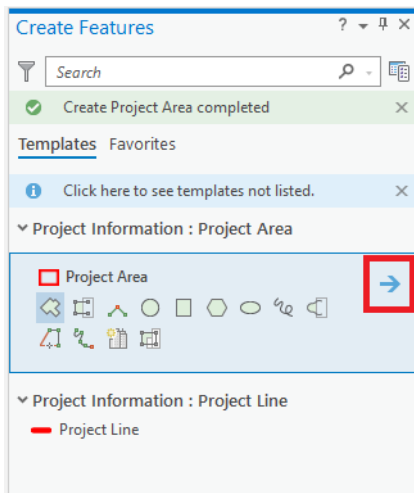 Create Features
?
Search
Create Project Area completed
Templates Favorites
Click here to see templates not listed.
Project Information : Project Area
Project Area
Project Information : Project Line
Project Line